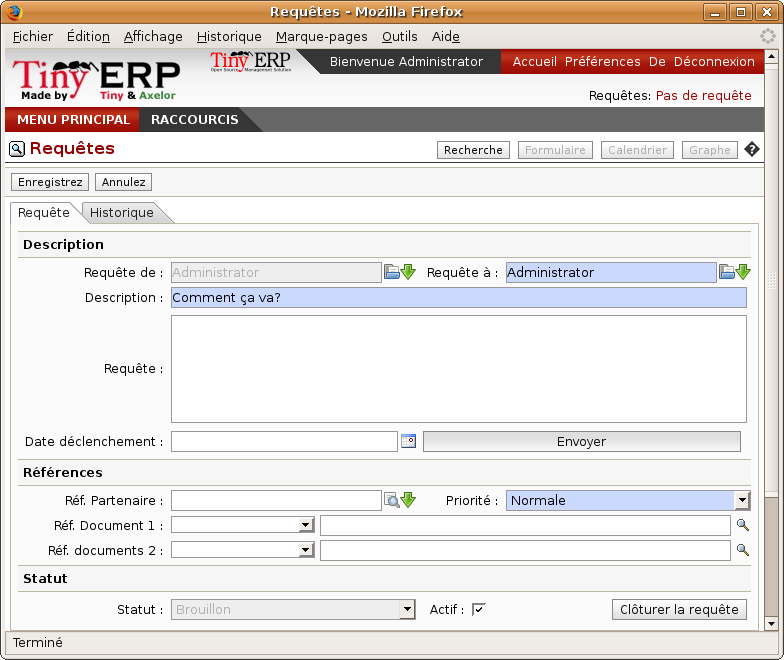 Requêtes - Mozilla Firefox
Fichier Édition Affichage Historique Marque-pages Outils Aide
Tiny ERP
Made by Tiny & Axelor
Tiny ERP
Open Source Management Solution
Bienvenue Administrator
Accueil Préférences De Déconnexion
Requêtes: Pas de requête
MENU PRINCIPAL RACCOURCIS
Requêtes
Recherche Formulaire Calendrier Graphe ?
Enregistrez Annulez
Requête Historique
Description
Requête de : Administrator Requête à : Administrator
Description : Comment ça va?
Requête :
Date déclenchement : Envoyer
Références
Réf. Partenaire : Priorité : Normale
Réf. Document 1 :
Réf. documents 2 :
Statut
Statut : Brouillon Actif : Clôturer la requête
Terminé